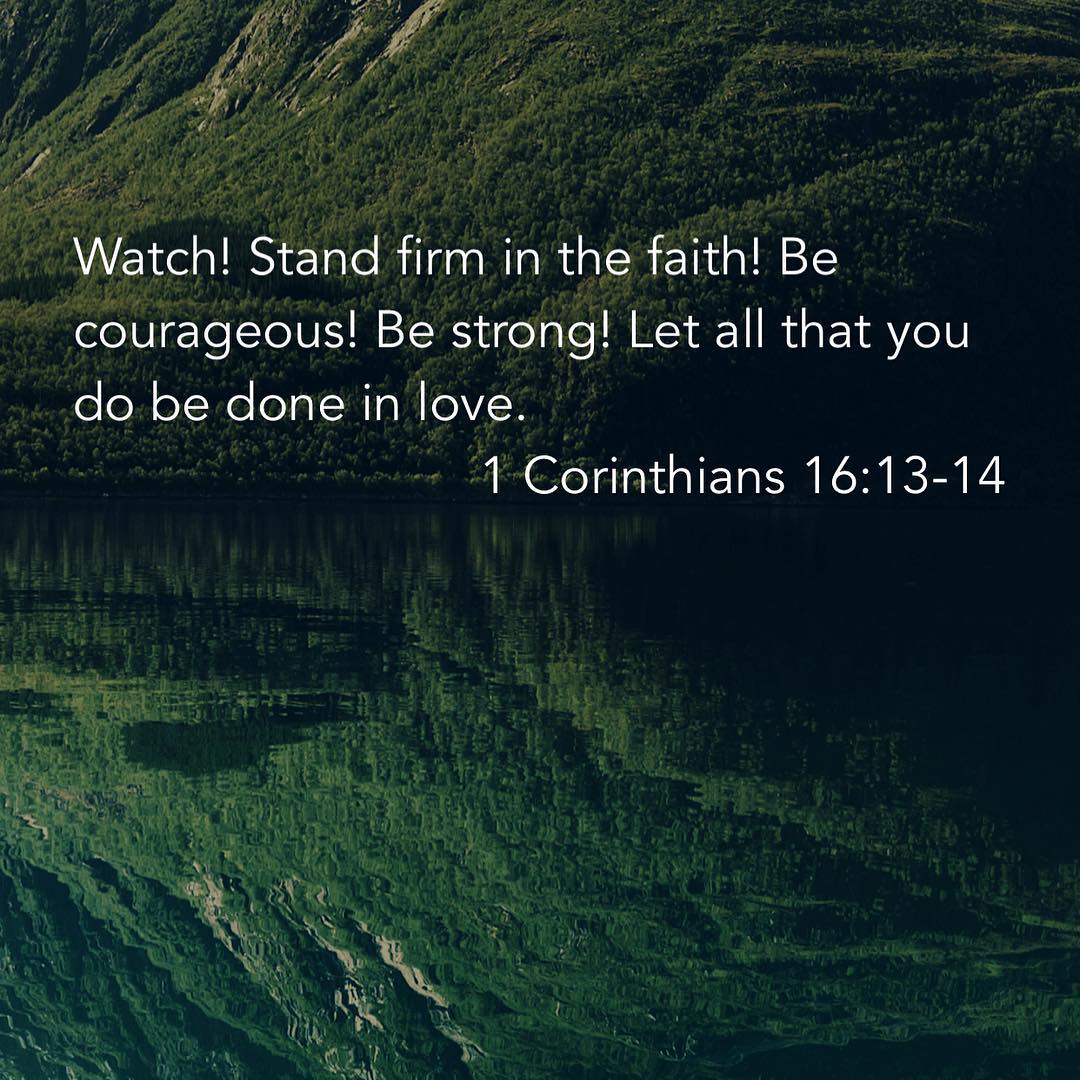 Watch! Stand firm in the faith! Be
courageous! Be strong! Let all that you
do be done in love.
1 Corinthians 16:13-14